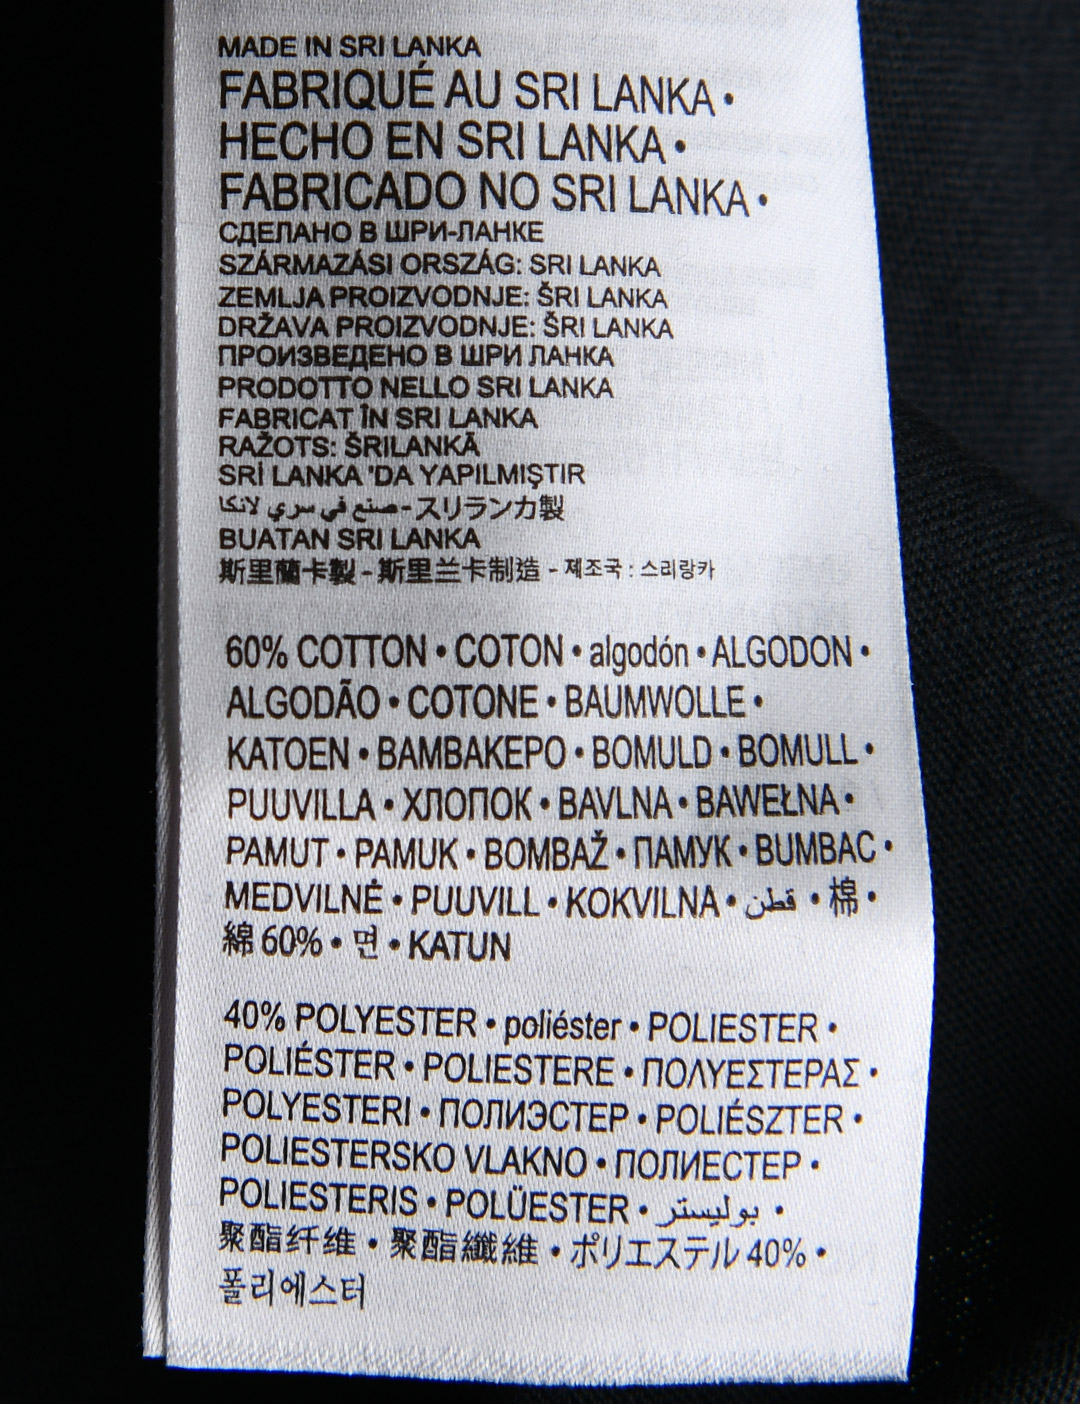 MADE IN SRI LANKA
FABRIQUÉ AU SRI LANKA •
HECHO EN SRI LANKA •
FABRICADO NO SRI LANKA •
СДЕЛАНО В ШРИ-ЛАНКЕ
SZÁRMAZÁSI ORSZÁG: SRI LANKA
ZEMLJA PROIZVODNJE: ŠRI LANKA
DRŽAVA PROIZVODNJE: ŠRI LANKA
ПРОИЗВЕДЕНО В ШРИ ЛАНКА
PRODOTTO NELLO SRI LANKA
FABRICAT ÎN SRI LANKA
RAŽOTS: ŠRILANKĀ
SRİ LANKA 'DA YAPILMIŞTIR
صنع في سري لانكا - スリランカ製
BUATAN SRI LANKA
斯里蘭卡製 - 斯里兰卡制造 - 제조국 : 스리랑카
60% COTTON • COTON • algodón • ALGODON •
ALGODÃO • COTONE • BAUMWOLLE •
KATOEN • BAMBAKEPO • BOMULD • BOMULL •
PUUVILLA • ХЛОПОК • BAVLNA • BAWEŁNA •
PAMUT • PAMUK • BOMBAŽ • ПАМУК • BUMBAC •
MEDVILNĖ • PUUVILL • KOKVILNA • قطن • 棉 •
綿 60% • 면 • KATUN
40% POLYESTER • poliéster • POLIESTER •
POLIÉSTER • POLIESTERE • ΠΟΛΥΕΣΤΕΡΑΣ •
POLYESTERI • ПОЛИЭСТЕР • POLIÉSZTER •
POLIESTERSKO VLAKNO • ПОЛИЕСТЕР •
POLIESTERIS • POLÜESTER • بوليستر •
聚酯纤维 • 聚酯纖維 • ポリエステル 40% •
폴리에스터